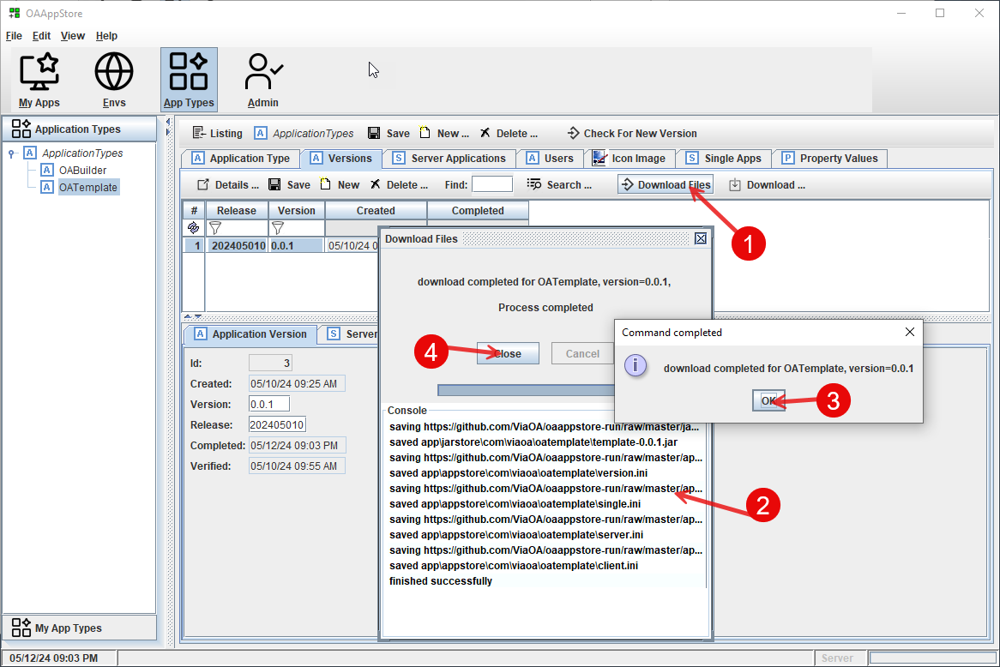 OAAppStore
File Edit View Help
My Apps Envs App Types Admin
Application Types
ApplicationTypes
OABuilder
OATemplate
My App Types
Listing A ApplicationTypes Save New ... Delete ... Check For New Version
A Application Type A Versions S Server Applications A Users Icon Image S Single Apps P Property Values
Details ... Save New Delete ... Find: Search ... Download Files Download ...
# Release Version Created Completed
1 202405010 0.0.1 05/10/24 0
1
Download Files
download completed for OATemplate, version=0.0.1,
Process completed
4 Close Cancel
Command completed
i download completed for OATemplate, version=0.0.1
OK 3
Console
saving https://github.com/ViaOA/oaappstore-run/raw/master/ja...
saved app\jarstore\com\viaoa\oatemplate\template-0.0.1.jar
saving https://github.com/ViaOA/oaappstore-run/raw/master/ap...
saved app\appstore\com\viaoa\oatemplate\version.ini
saving https://github.com/ViaOA/oaappstore-run/raw/master/ap...
saved app\appstore\com\viaoa\oatemplate\single.ini
saving https://github.com/ViaOA/oaappstore-run/raw/master/ap...
saved app\appstore\com\viaoa\oatemplate\server.ini
saving https://github.com/ViaOA/oaappstore-run/raw/master/ap...
saved app\appstore\com\viaoa\oatemplate\client.ini
finished successfully
2
A Application Version S Server
Id: 3
Created: 05/10/24 09:25 AM
Version: 0.0.1
Release: 202405010
Completed: 05/12/24 09:03 PM
Verified: 05/10/24 09:55 AM
05/12/24 09:03 PM Server